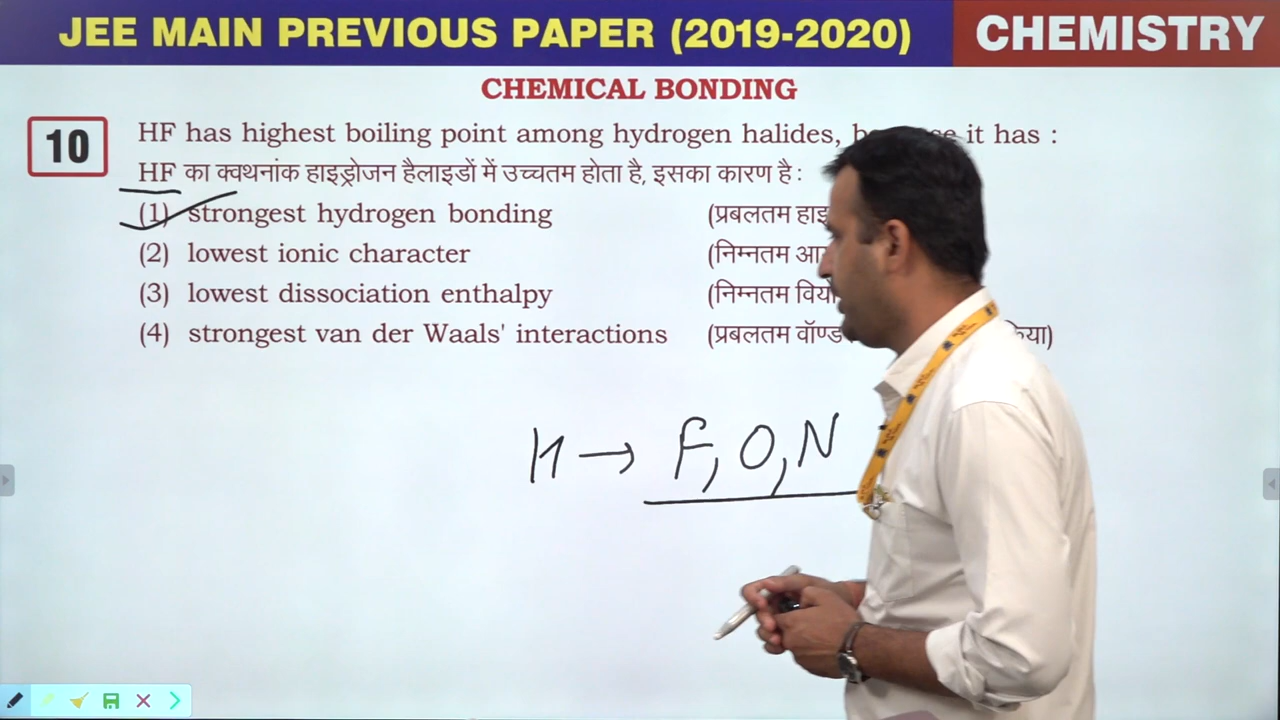 JEE MAIN PREVIOUS PAPER (2019-2020) CHEMISTRY
CHEMICAL BONDING
10 HF has highest boiling point among hydrogen halides, it has :
HF का क्वथनांक हाइड्रोजन हैलाइडों में उच्चतम होता है, इसका कारण है :
(1) strongest hydrogen bonding (प्रबलतम
(2) lowest ionic character (निम्नतम
(3) lowest dissociation enthalpy (निम्नतम
(4) strongest van der Waals' interactions (प्रबलतम
H → F, O, N